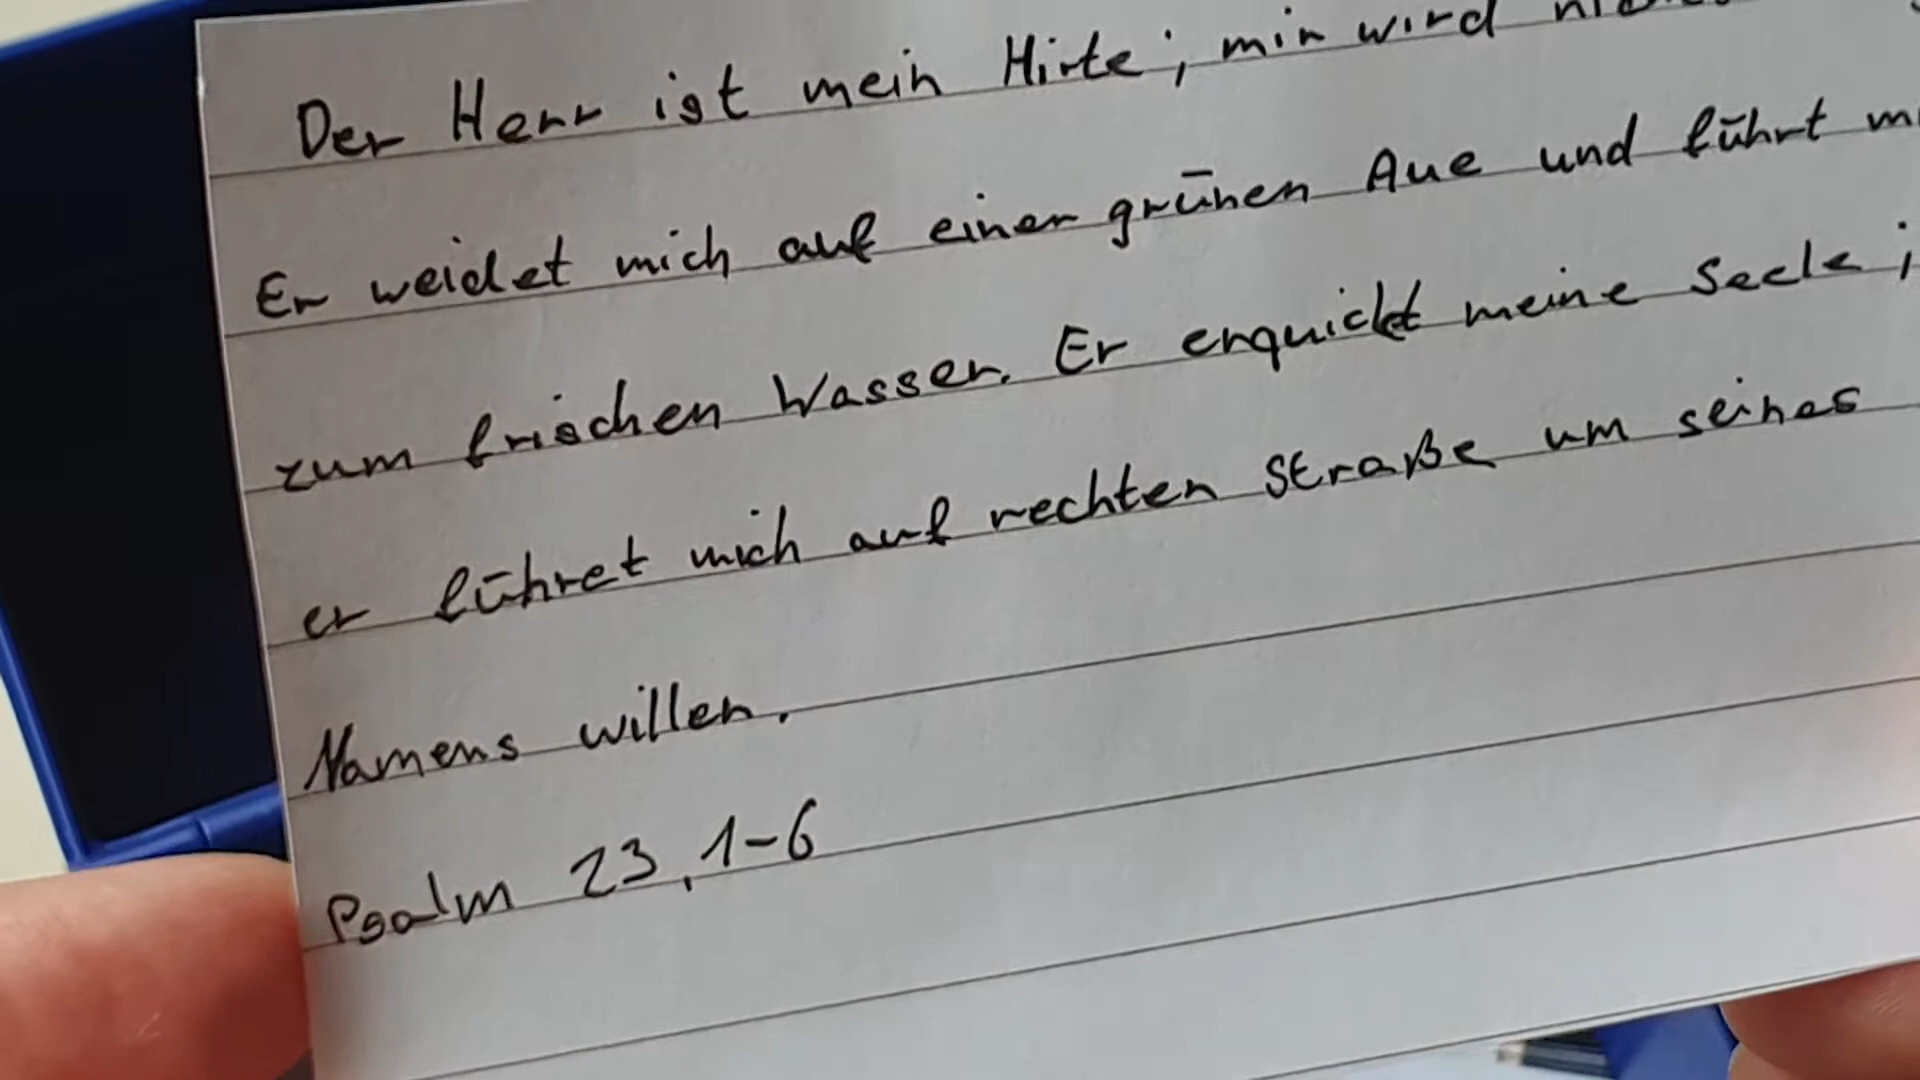 Der Herr ist mein Hirte; mir wird
Er weidet mich auf einer grünen Aue und führt
zum frischen Wasser. Er erquickt meine Seele;
er führet mich auf rechten Straße um seines
Namens willen.
Psalm 23, 1-6